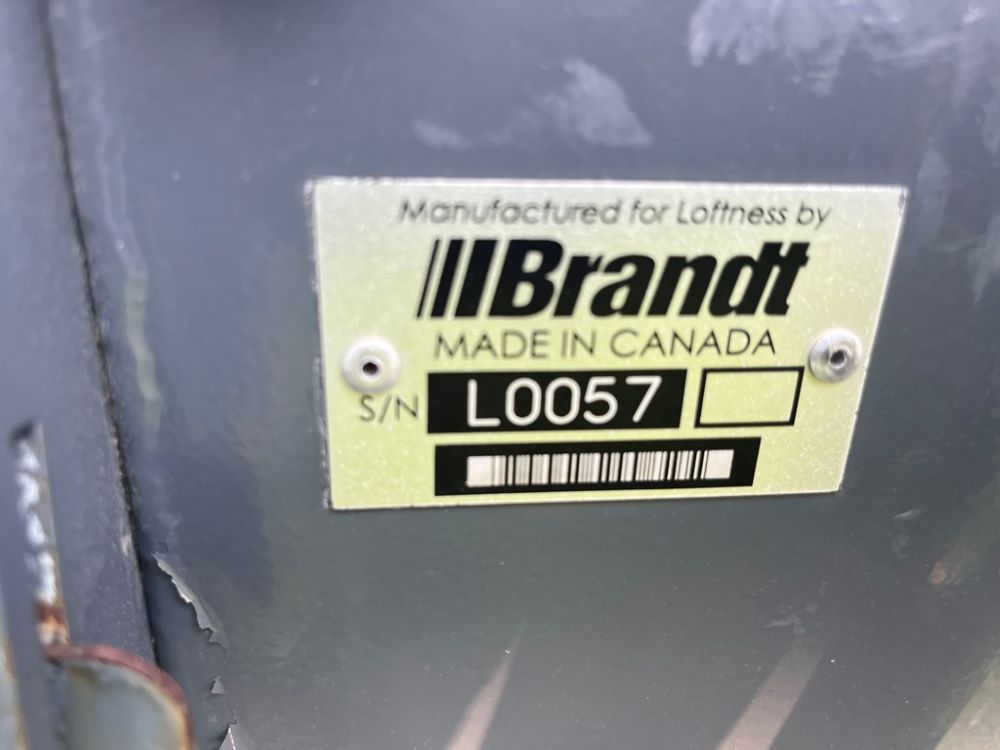 Manufactured for Loftness by
Brandt
MADE IN CANADA
S/N L0057